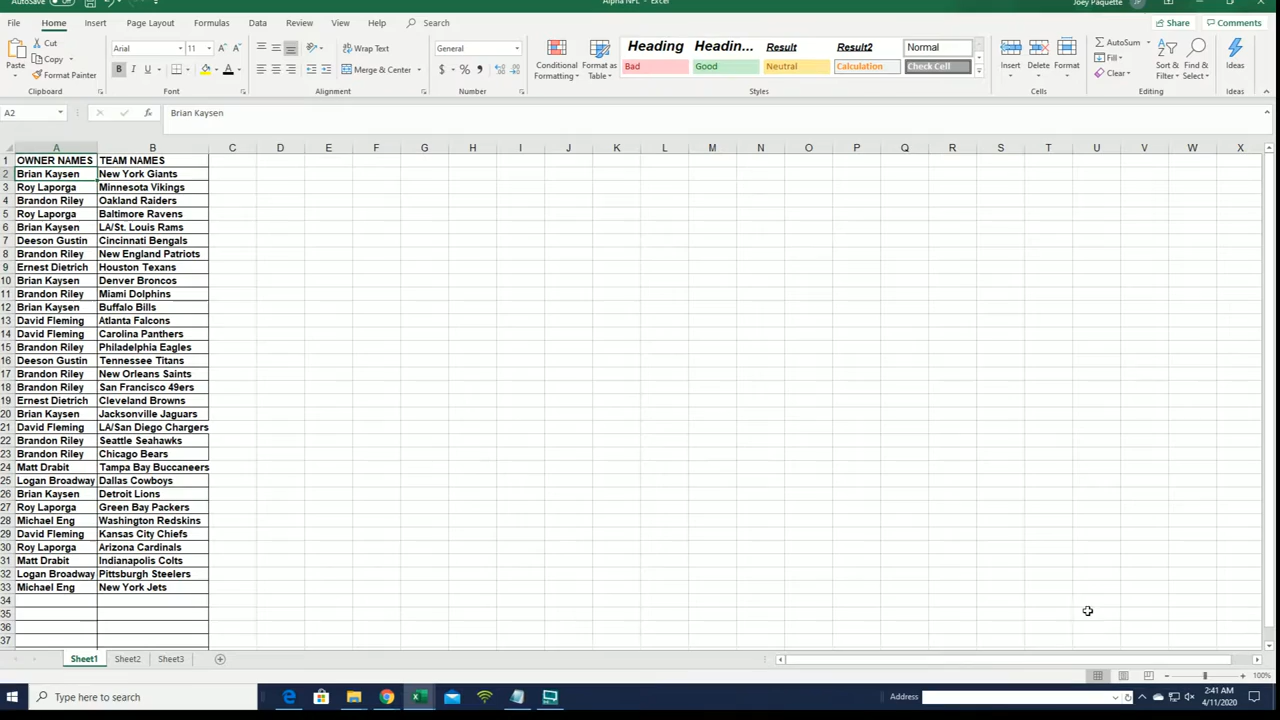 AutoSave Off Alpha NFL - Excel Joey Paquette JP
File Home Insert Page Layout Formulas Data Review View Help Search Share Comments
Cut Arial 11 Wrap Text General Heading Headin... Result Result2 Normal AutoSum
Copy Fill
Paste Format Painter B I U Merge & Center $ % Conditional Formatting Format as Table Bad Good Neutral Calculation Check Cell Insert Delete Format Clear Sort & Filter Find & Select Ideas
Clipboard Font Alignment Number Styles Cells Editing Ideas
A2 fx Brian Kaysen
A B C D E F G H I J K L M N O P Q R S T U V W X
1 OWNER NAMES TEAM NAMES
2 Brian Kaysen New York Giants
3 Roy Laporga Minnesota Vikings
4 Brandon Riley Oakland Raiders
5 Roy Laporga Baltimore Ravens
6 Brian Kaysen LA/St. Louis Rams
7 Deeson Gustin Cincinnati Bengals
8 Brandon Riley New England Patriots
9 Ernest Dietrich Houston Texans
10 Brian Kaysen Denver Broncos
11 Brandon Riley Miami Dolphins
12 Brian Kaysen Buffalo Bills
13 David Fleming Atlanta Falcons
14 David Fleming Carolina Panthers
15 Brandon Riley Philadelphia Eagles
16 Deeson Gustin Tennessee Titans
17 Brandon Riley New Orleans Saints
18 Brandon Riley San Francisco 49ers
19 Ernest Dietrich Cleveland Browns
20 Brian Kaysen Jacksonville Jaguars
21 David Fleming LA/San Diego Chargers
22 Brandon Riley Seattle Seahawks
23 Brandon Riley Chicago Bears
24 Matt Drabit Tampa Bay Buccaneers
25 Logan Broadway Dallas Cowboys
26 Brian Kaysen Detroit Lions
27 Roy Laporga Green Bay Packers
28 Michael Eng Washington Redskins
29 David Fleming Kansas City Chiefs
30 Roy Laporga Arizona Cardinals
31 Matt Drabit Indianapolis Colts
32 Logan Broadway Pittsburgh Steelers
33 Michael Eng New York Jets
34
35
36
37
Sheet1 Sheet2 Sheet3
100%
Type here to search Address 2:41 AM
4/11/2020